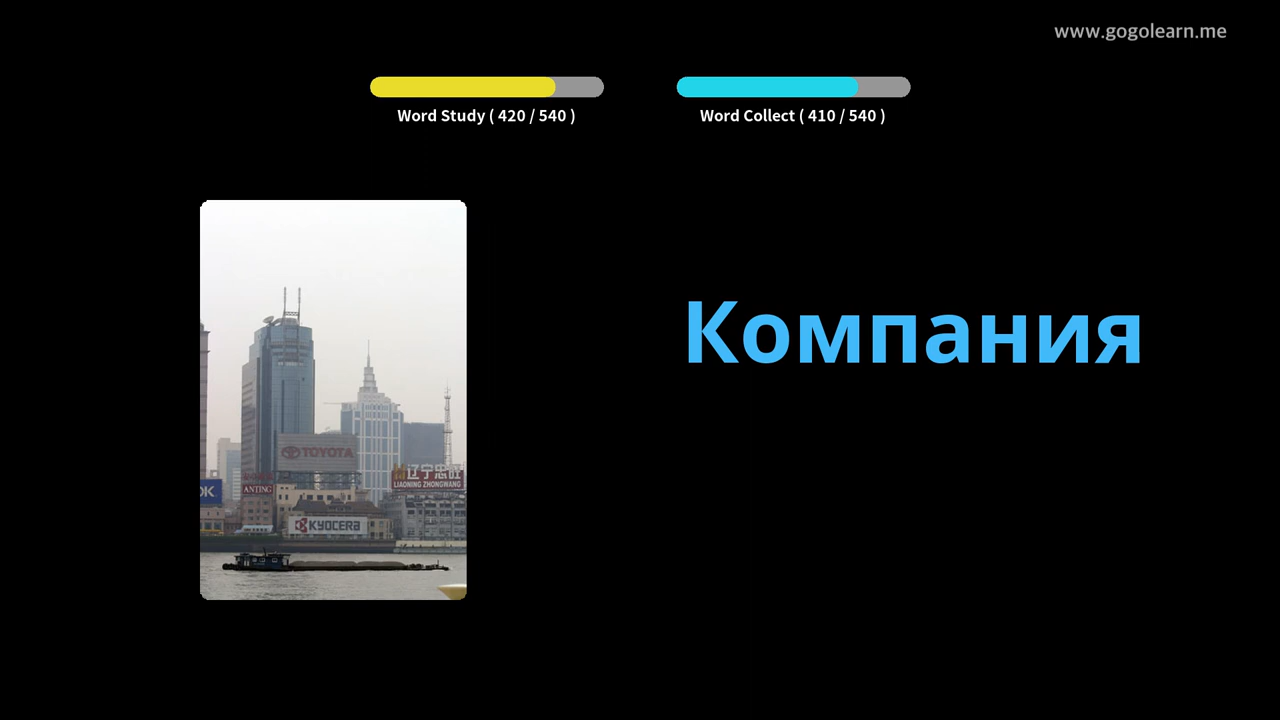 www.gogolearn.me
Word Study ( 420 / 540 )
Word Collect ( 410 / 540 )
Компания
TOYOTA
辽宁忠旺
LIAONING ZHONGWANG
ANTING
OK
KYOCERA